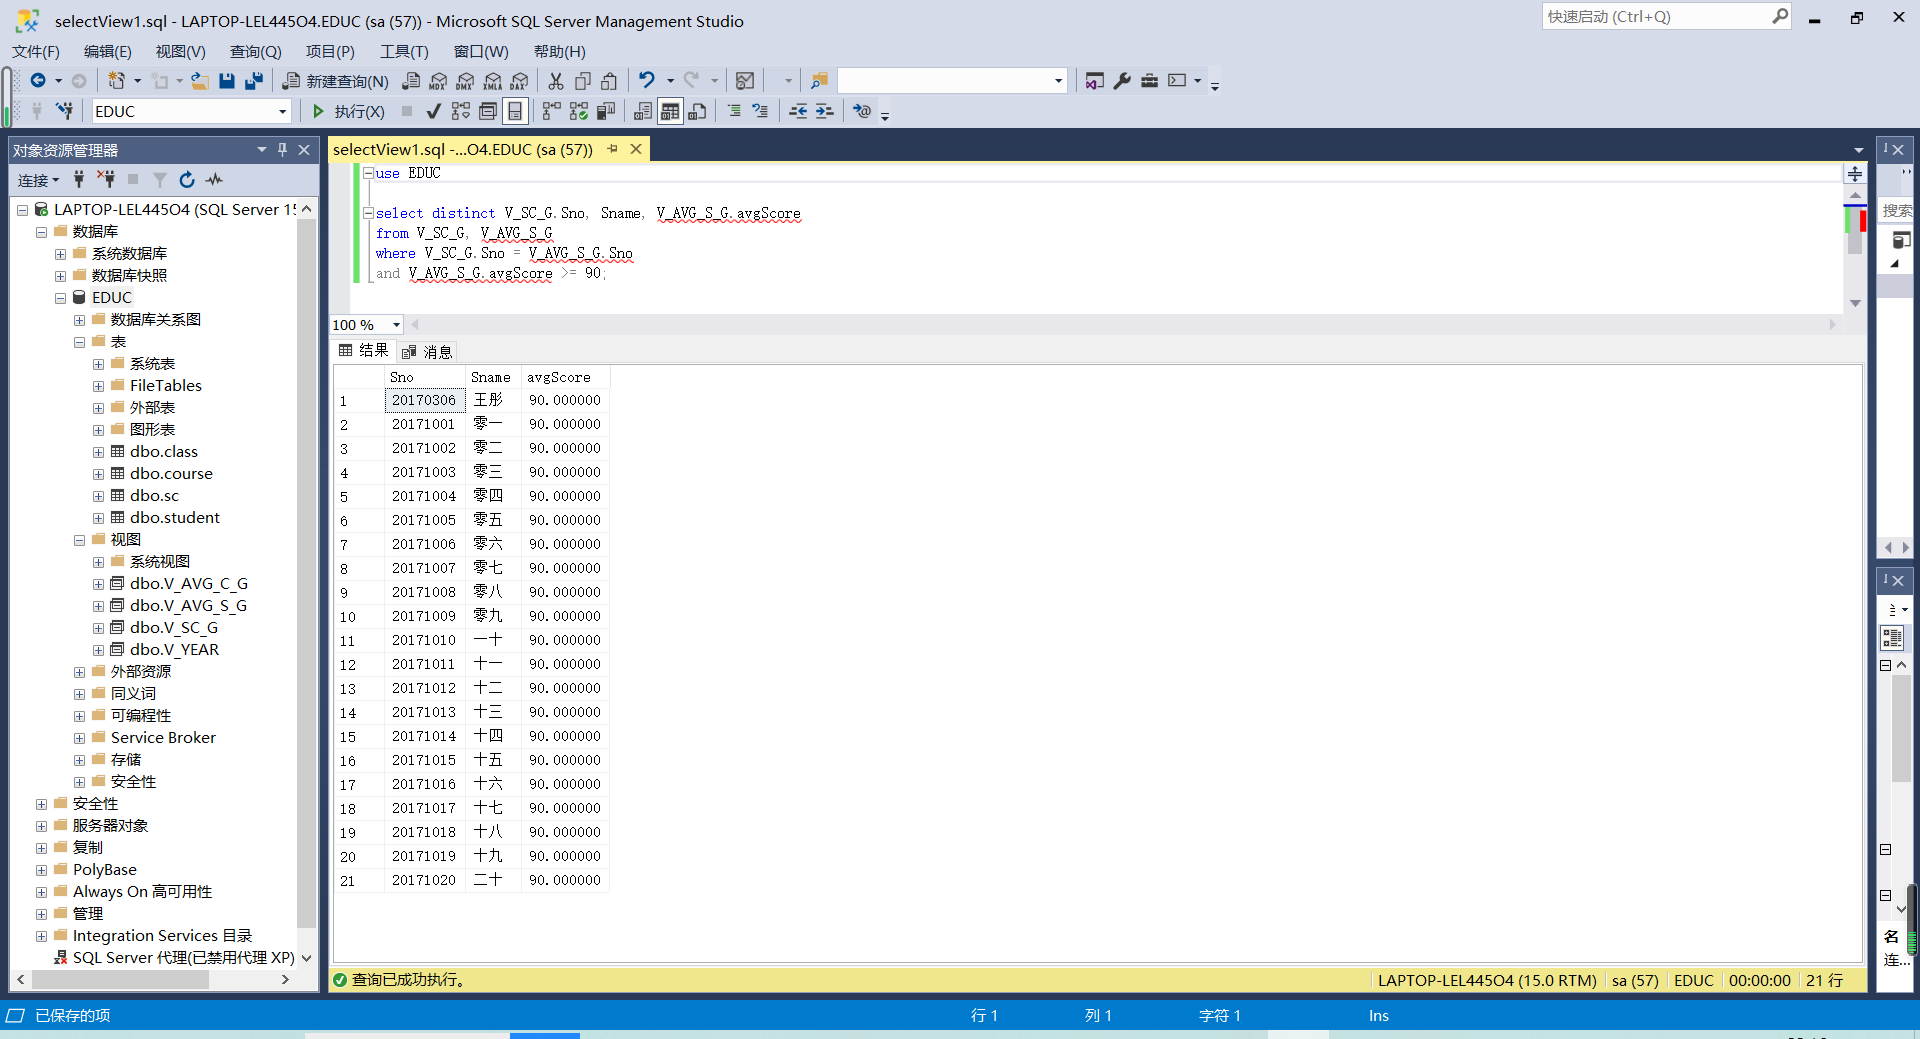 selectView1.sql - LAPTOP-LEL445O4.EDUC (sa (57)) - Microsoft SQL Server Management Studio
快速启动 (Ctrl+Q)
文件(F) 编辑(E) 视图(V) 查询(Q) 项目(P) 工具(T) 窗口(W) 帮助(H)
新建查询(N) MDX DMX XMLA DAX
EDUC 执行(X)
对象资源管理器
连接
LAPTOP-LEL445O4 (SQL Server 15
数据库
系统数据库
数据库快照
EDUC
数据库关系图
表
系统表
FileTables
外部表
图形表
dbo.class
dbo.course
dbo.sc
dbo.student
视图
系统视图
dbo.V_AVG_C_G
dbo.V_AVG_S_G
dbo.V_SC_G
dbo.V_YEAR
外部资源
同义词
可编程性
Service Broker
存储
安全性
安全性
服务器对象
复制
PolyBase
Always On 高可用性
管理
Integration Services 目录
SQL Server 代理(已禁用代理 XP)
selectView1.sql -...O4.EDUC (sa (57))
use EDUC
select distinct V_SC_G.Sno, Sname, V_AVG_S_G.avgScore
from V_SC_G, V_AVG_S_G
where V_SC_G.Sno = V_AVG_S_G.Sno
and V_AVG_S_G.avgScore >= 90;
100 %
结果 消息
Sno Sname avgScore
1 20170306 王彤 90.000000
2 20171001 零一 90.000000
3 20171002 零二 90.000000
4 20171003 零三 90.000000
5 20171004 零四 90.000000
6 20171005 零五 90.000000
7 20171006 零六 90.000000
8 20171007 零七 90.000000
9 20171008 零八 90.000000
10 20171009 零九 90.000000
11 20171010 一十 90.000000
12 20171011 十一 90.000000
13 20171012 十二 90.000000
14 20171013 十三 90.000000
15 20171014 十四 90.000000
16 20171015 十五 90.000000
17 20171016 十六 90.000000
18 20171017 十七 90.000000
19 20171018 十八 90.000000
20 20171019 十九 90.000000
21 20171020 二十 90.000000
查询已成功执行。
LAPTOP-LEL445O4 (15.0 RTM) sa (57) EDUC 00:00:00 21 行
搜索
名
连...
已保存的项 行 1 列 1 字符 1 Ins